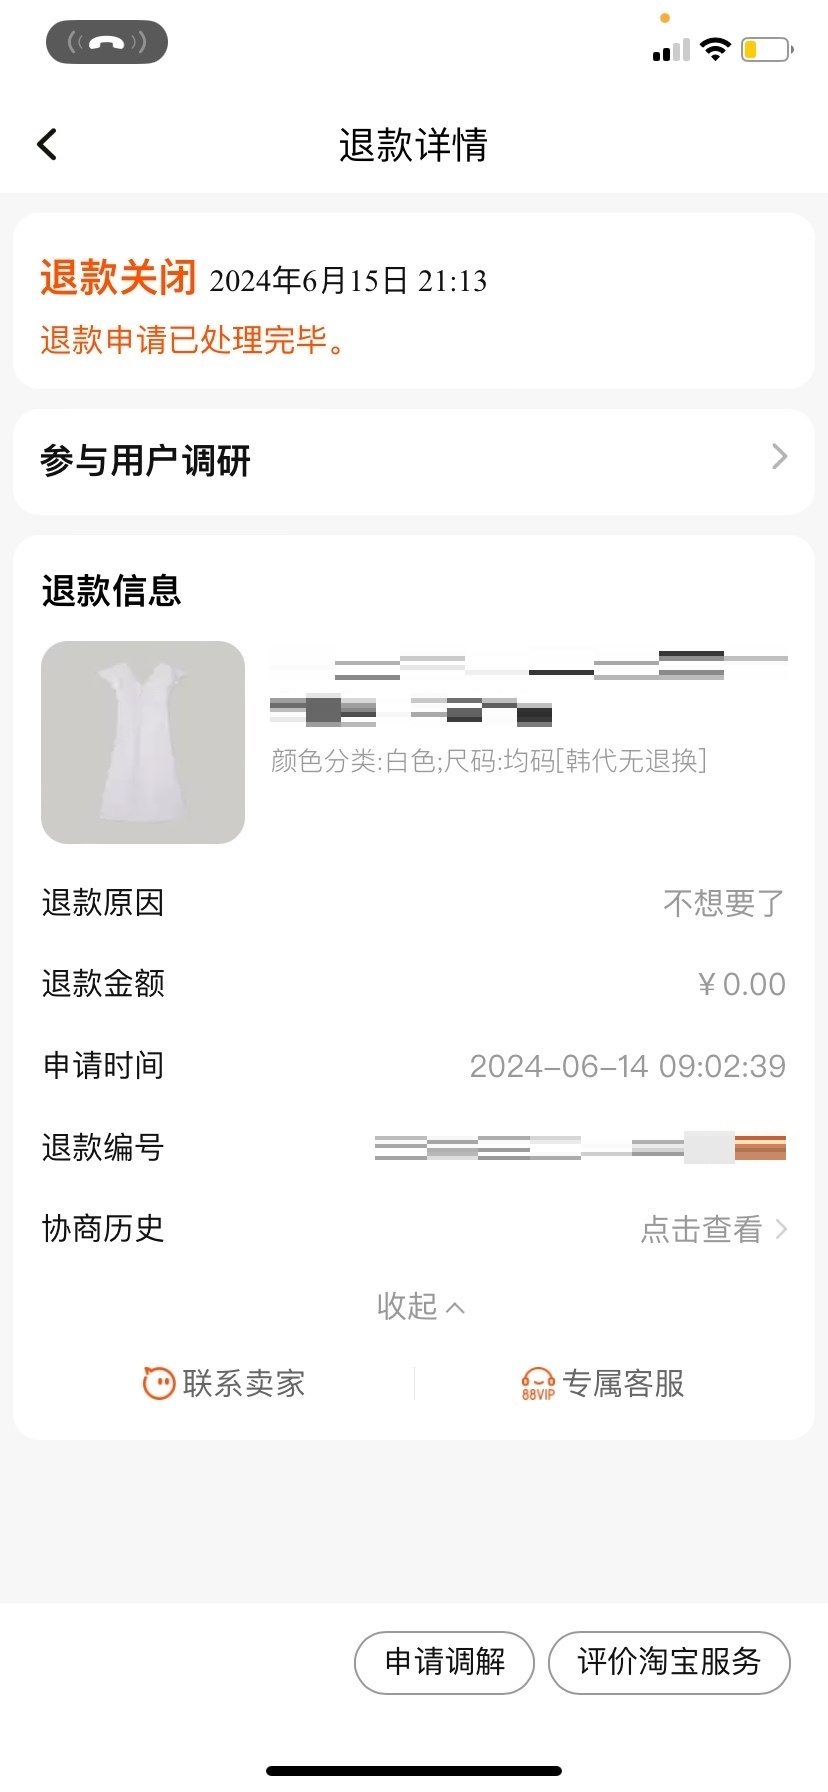 退款详情
退款关闭 2024年6月15日 21:13
退款申请已处理完毕。
参与用户调研
退款信息
颜色分类:白色;尺码:均码[韩代无退换]
退款原因 不想要了
退款金额 ¥0.00
申请时间 2024-06-14 09:02:39
退款编号
协商历史 点击查看
收起
联系卖家 88VIP 专属客服
申请调解 评价淘宝服务